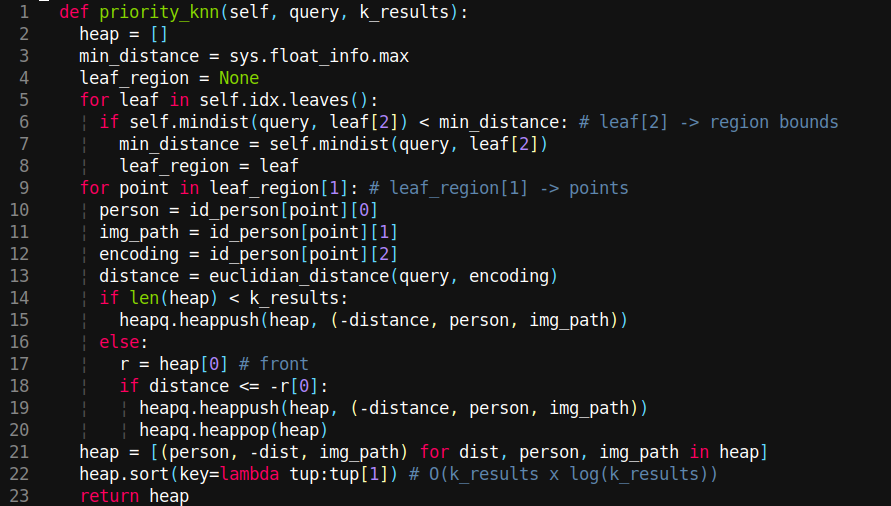 1 def priority_knn(self, query, k_results):
2 heap = []
3 min_distance = sys.float_info.max
4 leaf_region = None
5 for leaf in self.idx.leaves():
6 if self.mindist(query, leaf[2]) < min_distance: # leaf[2] -> region bounds
7 min_distance = self.mindist(query, leaf[2])
8 leaf_region = leaf
9 for point in leaf_region[1]: # leaf_region[1] -> points
10 person = id_person[point][0]
11 img_path = id_person[point][1]
12 encoding = id_person[point][2]
13 distance = euclidian_distance(query, encoding)
14 if len(heap) < k_results:
15 heapq.heappush(heap, (-distance, person, img_path))
16 else:
17 r = heap[0] # front
18 if distance <= -r[0]:
19 heapq.heappush(heap, (-distance, person, img_path))
20 heapq.heappop(heap)
21 heap = [(person, -dist, img_path) for dist, person, img_path in heap]
22 heap.sort(key=lambda tup:tup[1]) # O(k_results x log(k_results))
23 return heap